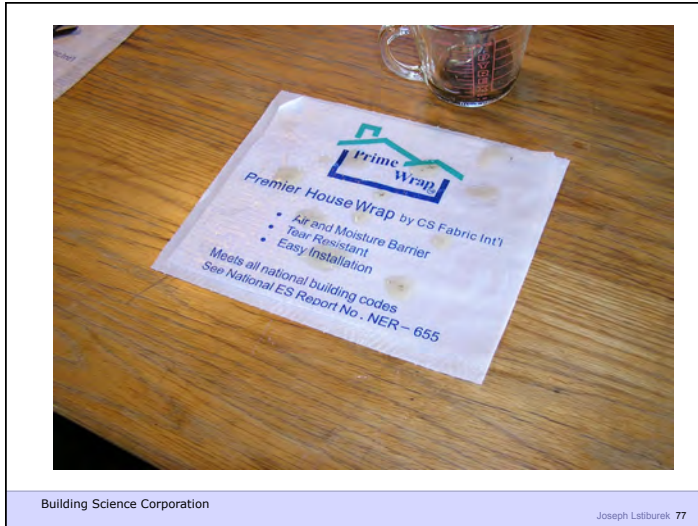 Prime
Wrap
Premier House Wrap by CS Fabric Int'l
• Air and Moisture Barrier
• Tear Resistant
• Easy Installation
Meets all national building codes
See National ES Report No. NER – 655
Building Science Corporation
Joseph Lstiburek 77